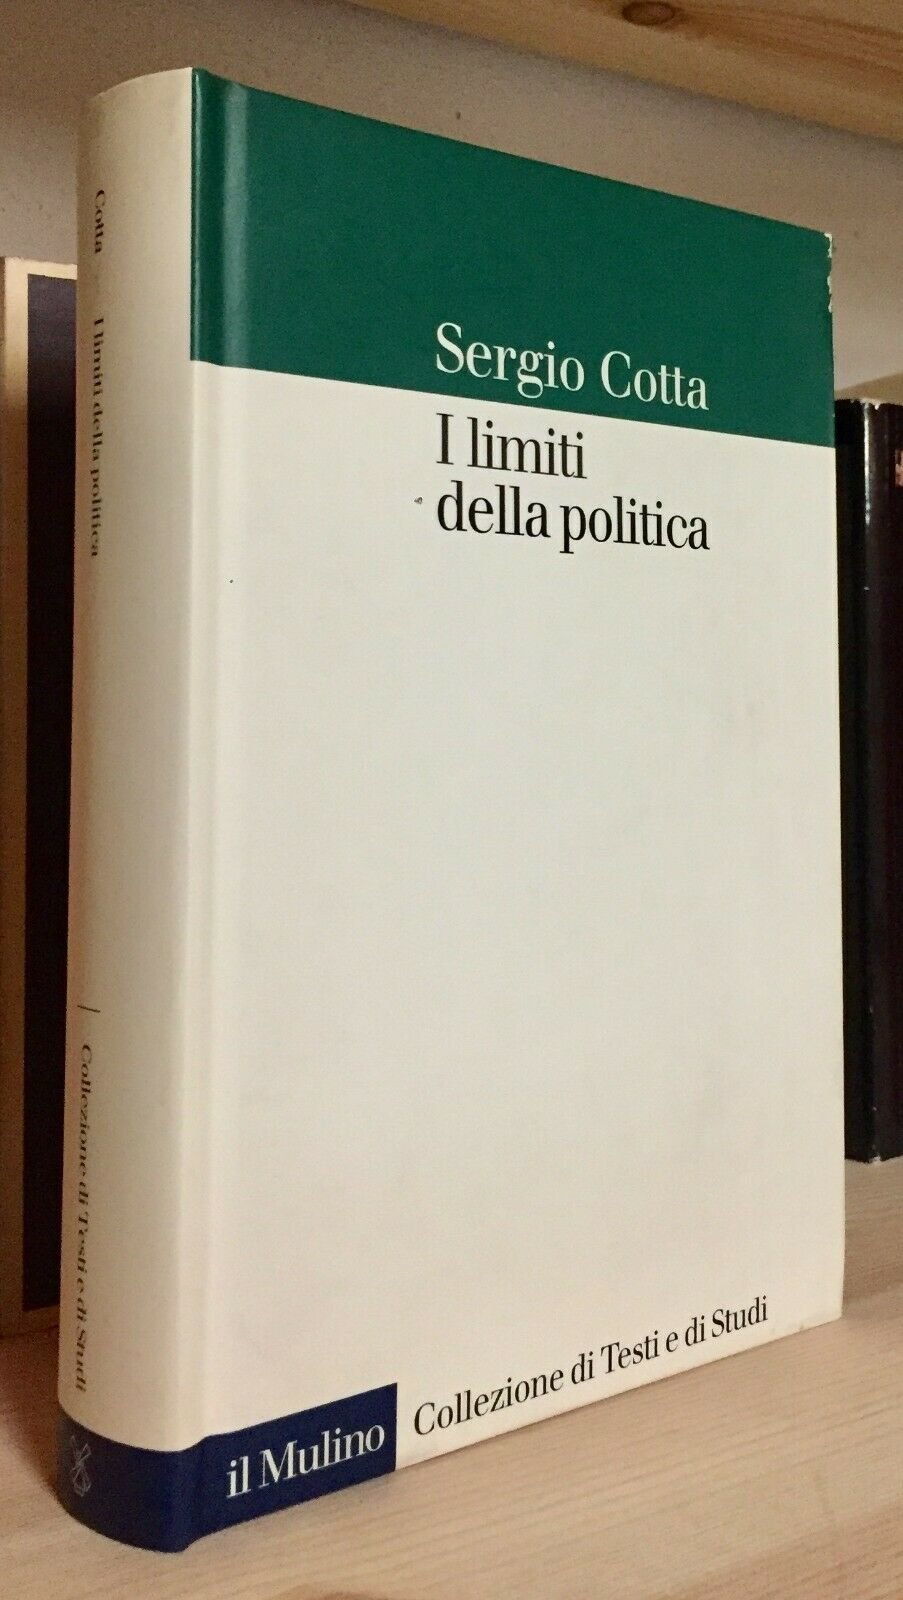 Sergio Cotta
I limiti
della politica
il Mulino
Collezione di Testi e di Studi
Cotta
I limiti della politica
Collezione di Testi e di Studi